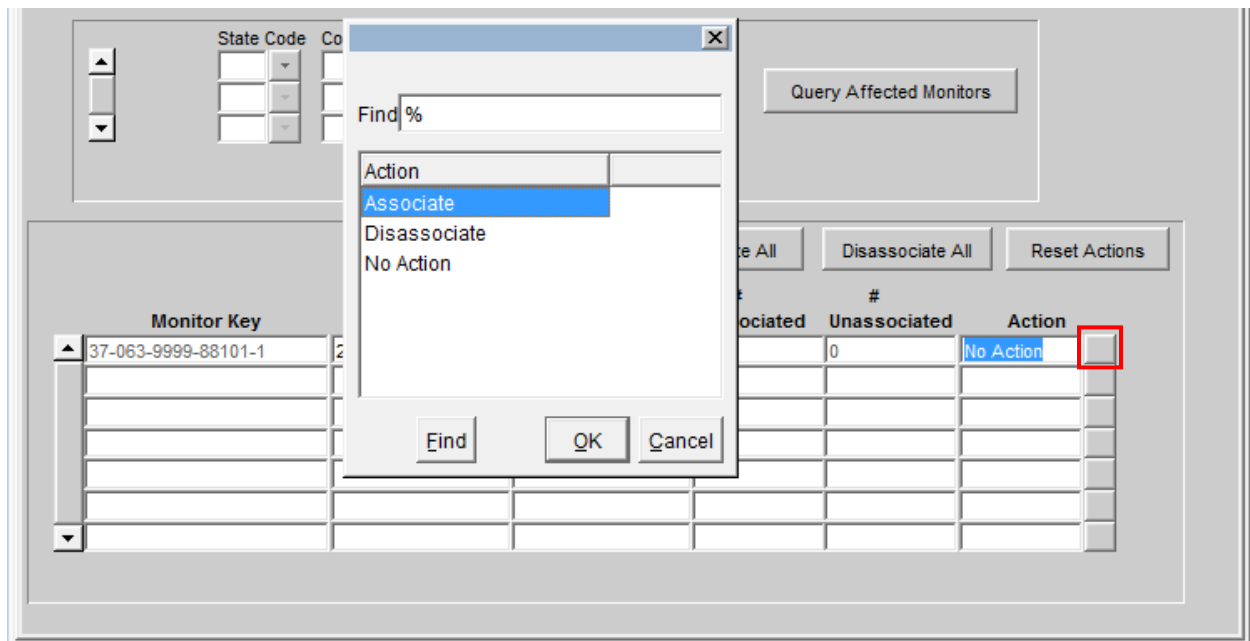 State Code Co
Query Affected Monitors
Find %
Action
Associate
Disassociate
No Action
te All Disassociate All Reset Actions
# #
Monitor Key ociated Unassociated Action
37-063-9999-88101-1 2 0 No Action
Find OK Cancel